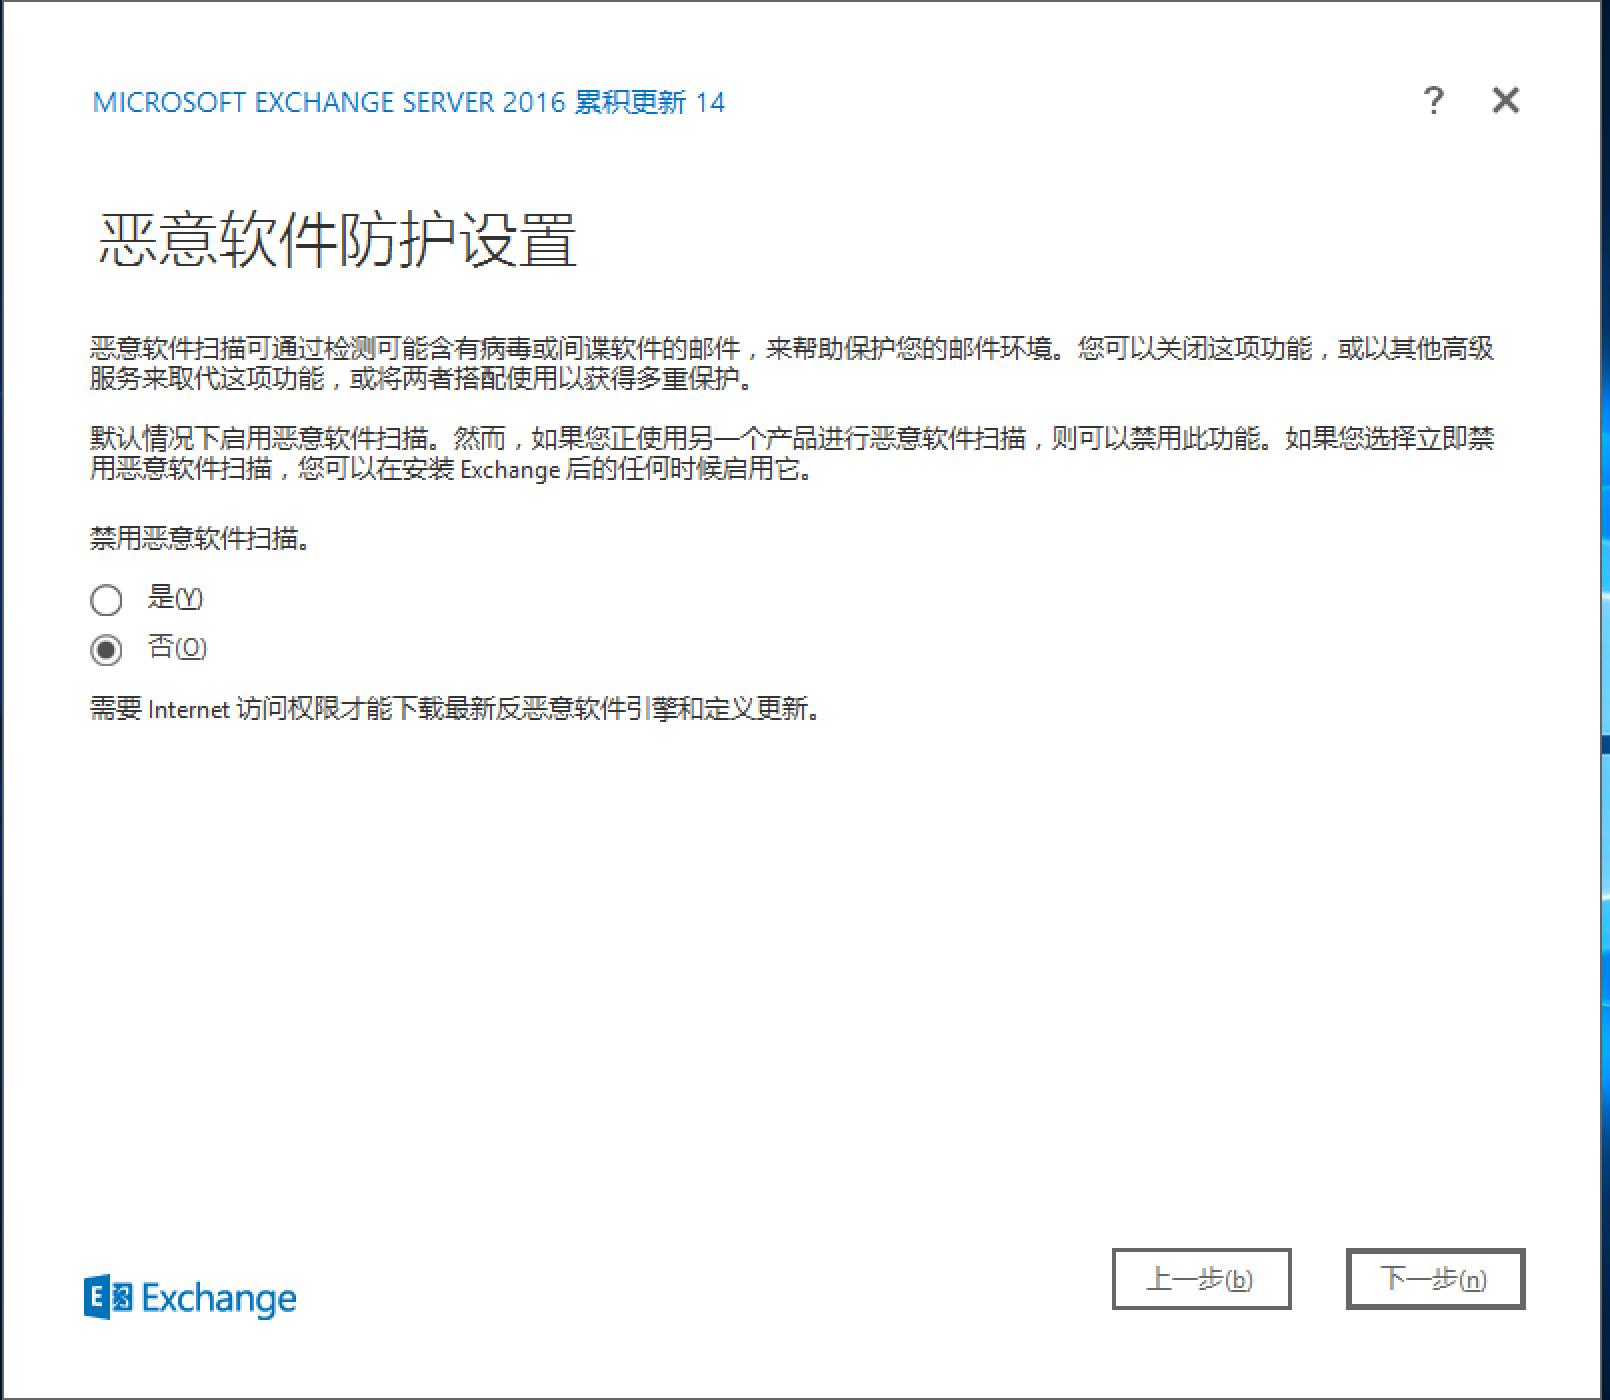 MICROSOFT EXCHANGE SERVER 2016 累积更新 14
?
恶意软件防护设置
恶意软件扫描可通过检测可能含有病毒或间谍软件的邮件，来帮助保护您的邮件环境。您可以关闭这项功能，或以其他高级
服务来取代这项功能，或将两者搭配使用以获得多重保护。
默认情况下启用恶意软件扫描。然而，如果您正使用另一个产品进行恶意软件扫描，则可以禁用此功能。如果您选择立即禁
用恶意软件扫描，您可以在安装 Exchange 后的任何时候启用它。
禁用恶意软件扫描。
是(Y)
否(O)
需要 Internet 访问权限才能下载最新反恶意软件引擎和定义更新。
E Exchange
上一步(b)
下一步(n)